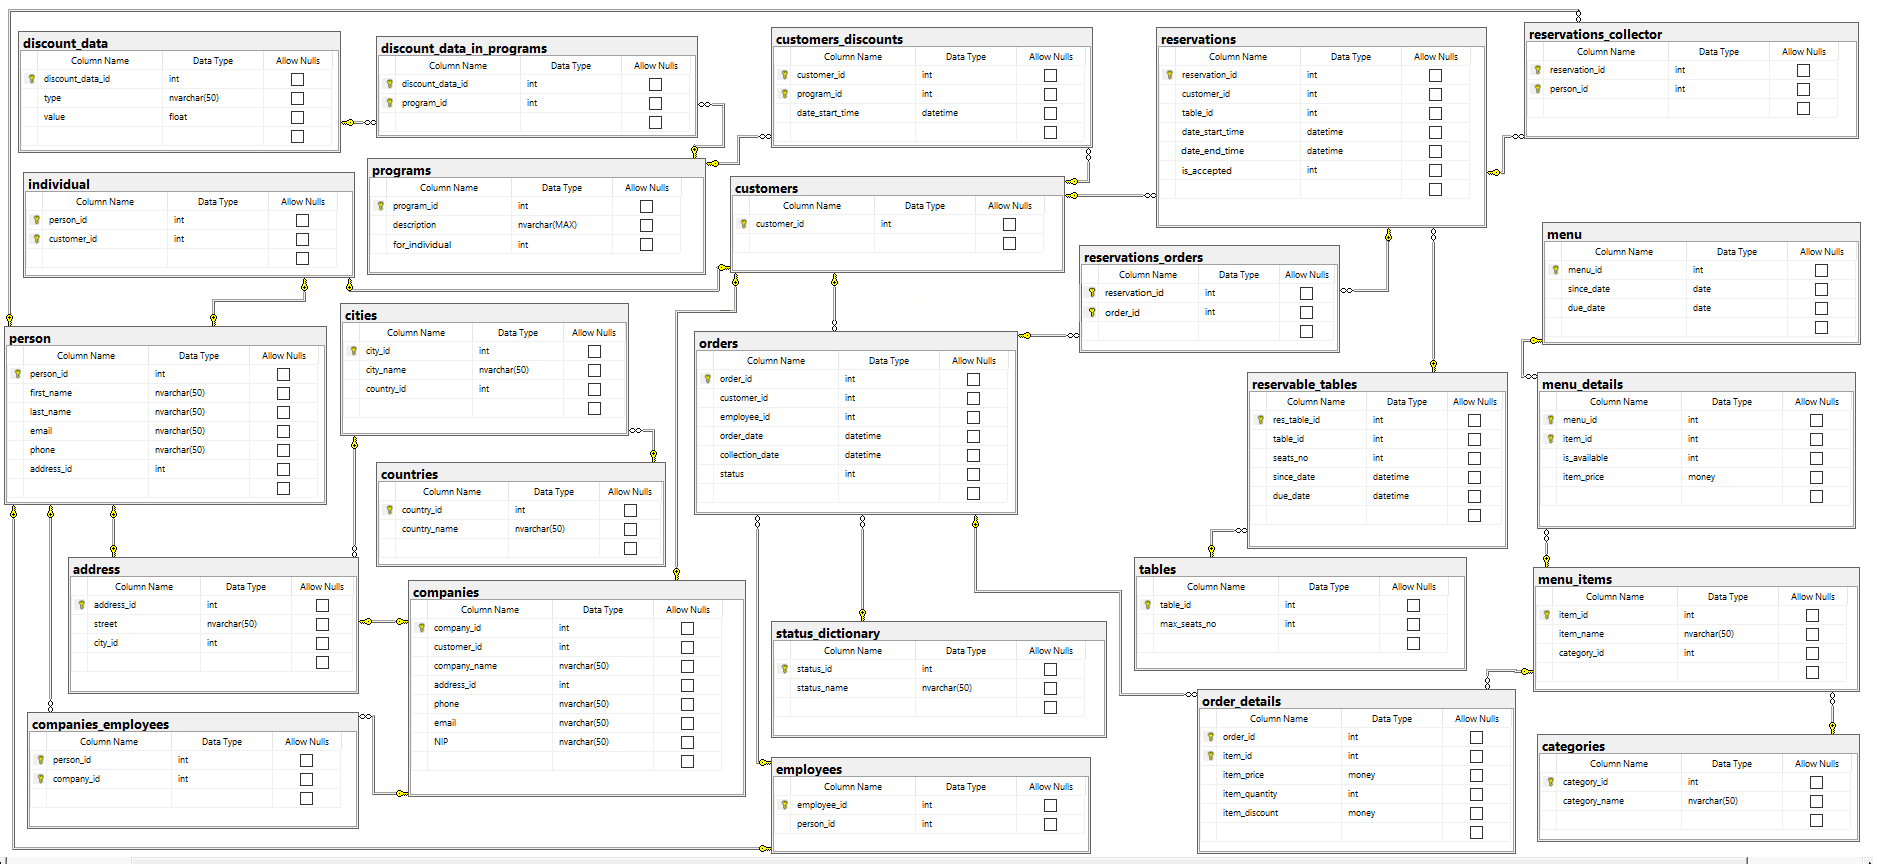 discount_data
Column Name Data Type Allow Nulls
discount_data_id int
type nvarchar(50)
value float
discount_data_in_programs
Column Name Data Type Allow Nulls
discount_data_id int
program_id int
customers_discounts
Column Name Data Type Allow Nulls
customer_id int
program_id int
date_start_time datetime
reservations
Column Name Data Type Allow Nulls
reservation_id int
customer_id int
table_id int
date_start_time datetime
date_end_time datetime
is_accepted int
reservations_collector
Column Name Data Type Allow Nulls
reservation_id int
person_id int
individual
Column Name Data Type Allow Nulls
person_id int
customer_id int
programs
Column Name Data Type Allow Nulls
program_id int
description nvarchar(MAX)
for_individual int
customers
Column Name Data Type Allow Nulls
customer_id int
reservations_orders
Column Name Data Type Allow Nulls
reservation_id int
order_id int
menu
Column Name Data Type Allow Nulls
menu_id int
since_date date
due_date date
person
Column Name Data Type Allow Nulls
person_id int
first_name nvarchar(50)
last_name nvarchar(50)
email nvarchar(50)
phone nvarchar(50)
address_id int
cities
Column Name Data Type Allow Nulls
city_id int
city_name nvarchar(50)
country_id int
orders
Column Name Data Type Allow Nulls
order_id int
customer_id int
employee_id int
order_date datetime
collection_date datetime
status int
reservable_tables
Column Name Data Type Allow Nulls
res_table_id int
table_id int
seats_no int
since_date datetime
due_date datetime
menu_details
Column Name Data Type Allow Nulls
menu_id int
item_id int
is_available int
item_price money
countries
Column Name Data Type Allow Nulls
country_id int
country_name nvarchar(50)
address
Column Name Data Type Allow Nulls
address_id int
street nvarchar(50)
city_id int
companies
Column Name Data Type Allow Nulls
company_id int
customer_id int
company_name nvarchar(50)
address_id int
phone nvarchar(50)
email nvarchar(50)
NIP nvarchar(50)
status_dictionary
Column Name Data Type Allow Nulls
status_id int
status_name nvarchar(50)
tables
Column Name Data Type Allow Nulls
table_id int
max_seats_no int
menu_items
Column Name Data Type Allow Nulls
item_id int
item_name nvarchar(50)
category_id int
companies_employees
Column Name Data Type Allow Nulls
person_id int
company_id int
employees
Column Name Data Type Allow Nulls
employee_id int
person_id int
order_details
Column Name Data Type Allow Nulls
order_id int
item_id int
item_price money
item_quantity int
item_discount money
categories
Column Name Data Type Allow Nulls
category_id int
category_name nvarchar(50)